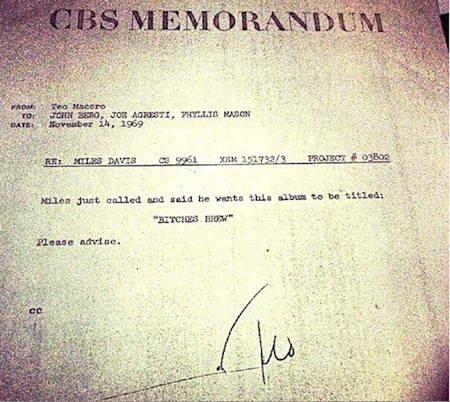 CBS MEMORANDUM
FROM: Teo Macero
TO: JOHN BERG, JOE AGRESTI, PHYLLIS MASON
DATE: November 14, 1969
RE: MILES DAVIS CS 9961 XSM 151732/3 PROJECT # 03802
Miles just called and said he wants this album to be titled:
"BITCHES BREW"
Please advise.
cc
Teo